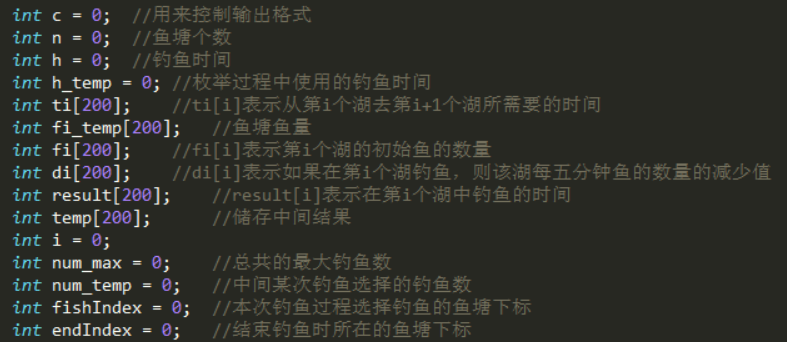 int c = 0;  //用来控制输出格式
int n = 0;  //鱼塘个数
int h = 0;  //钓鱼时间
int h_temp = 0; //枚举过程中使用的钓鱼时间
int ti[200];    //ti[i]表示从第i个湖去第i+1个湖所需要的时间
int fi_temp[200];   //鱼塘鱼量
int fi[200];    //fi[i]表示第i个湖的初始鱼的数量
int di[200];    //di[i]表示如果在第i个湖钓鱼，则该湖每五分钟鱼的数量的减少值
int result[200];    //result[i]表示在第i个湖中钓鱼的时间
int temp[200];      //储存中间结果
int i = 0;
int num_max = 0;    //总共的最大钓鱼数
int num_temp = 0;   //中间某次钓鱼选择的钓鱼数
int fishIndex = 0;  //本次钓鱼过程选择钓鱼的鱼塘下标
int endIndex = 0;   //结束钓鱼时所在的鱼塘下标